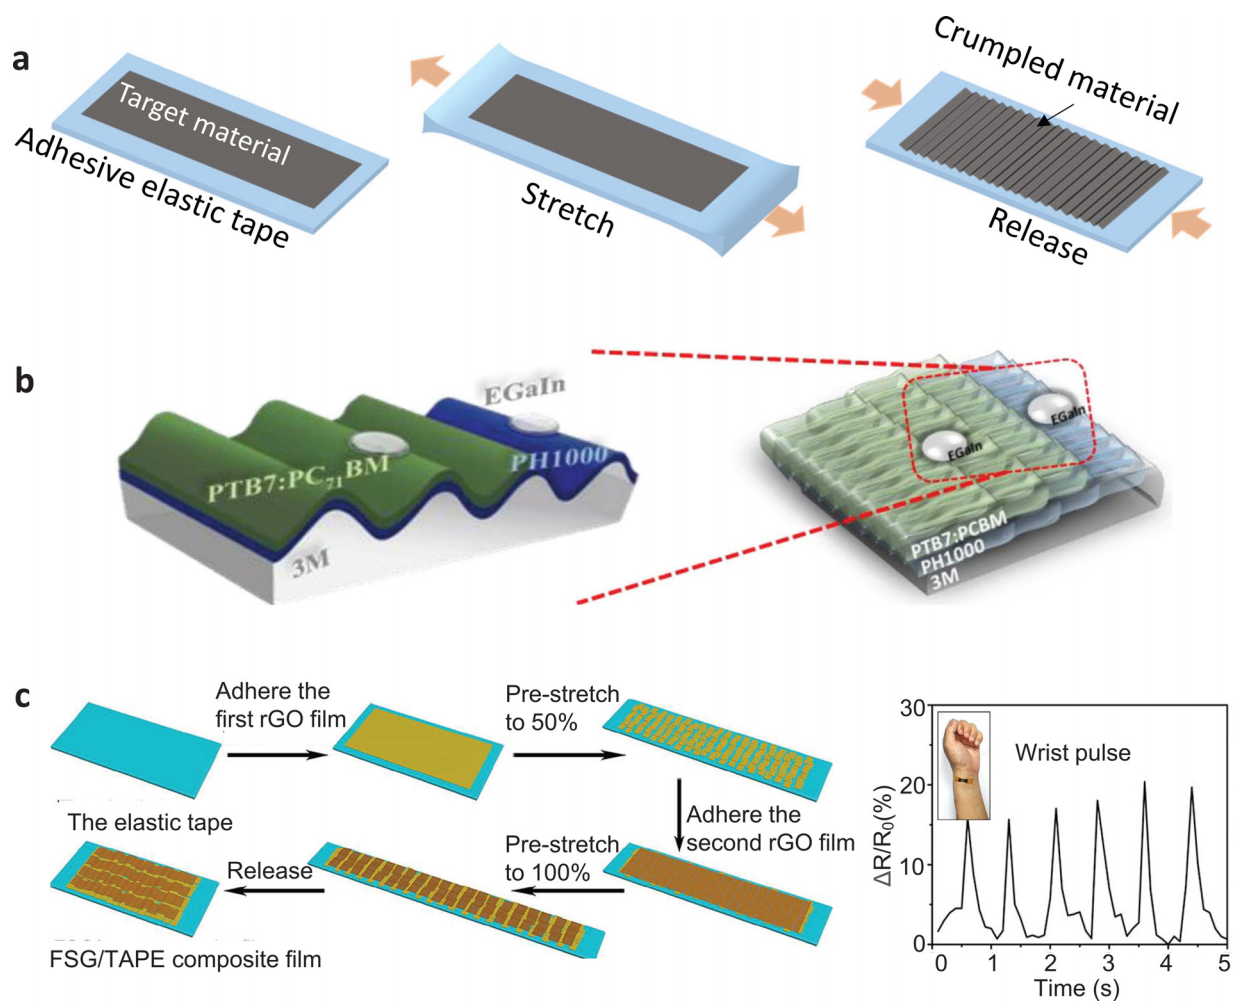 a
Target material
Adhesive elastic tape
Stretch
Crumpled material
Release
b
EGaIn
PTB7:PC71BM
PH1000
3M
EGaIn
EGaIn
PTB7:PCBM
PH1000
3M
c
Adhere the
first rGO film
Pre-stretch
to 50%
Adhere the
second rGO film
The elastic tape
Release
Pre-stretch
to 100%
FSG/TAPE composite film
Wrist pulse
ΔR/R0(%)
30
20
10
0
0 1 2 3 4 5
Time (s)